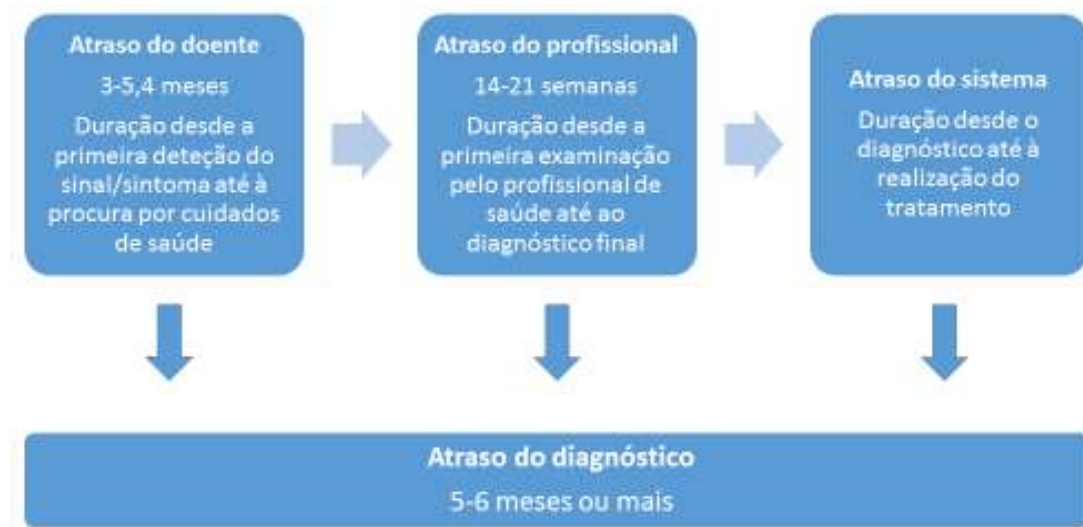 Atraso do doente
3-5,4 meses
Duração desde a
primeira deteção do
sinal/sintoma até à
procura por cuidados
de saúde
Atraso do profissional
14-21 semanas
Duração desde a
primeira examinação
pelo profissional de
saúde até ao
diagnóstico final
Atraso do sistema
Duração desde o
diagnóstico até à
realização do
tratamento
Atraso do diagnóstico
5-6 meses ou mais